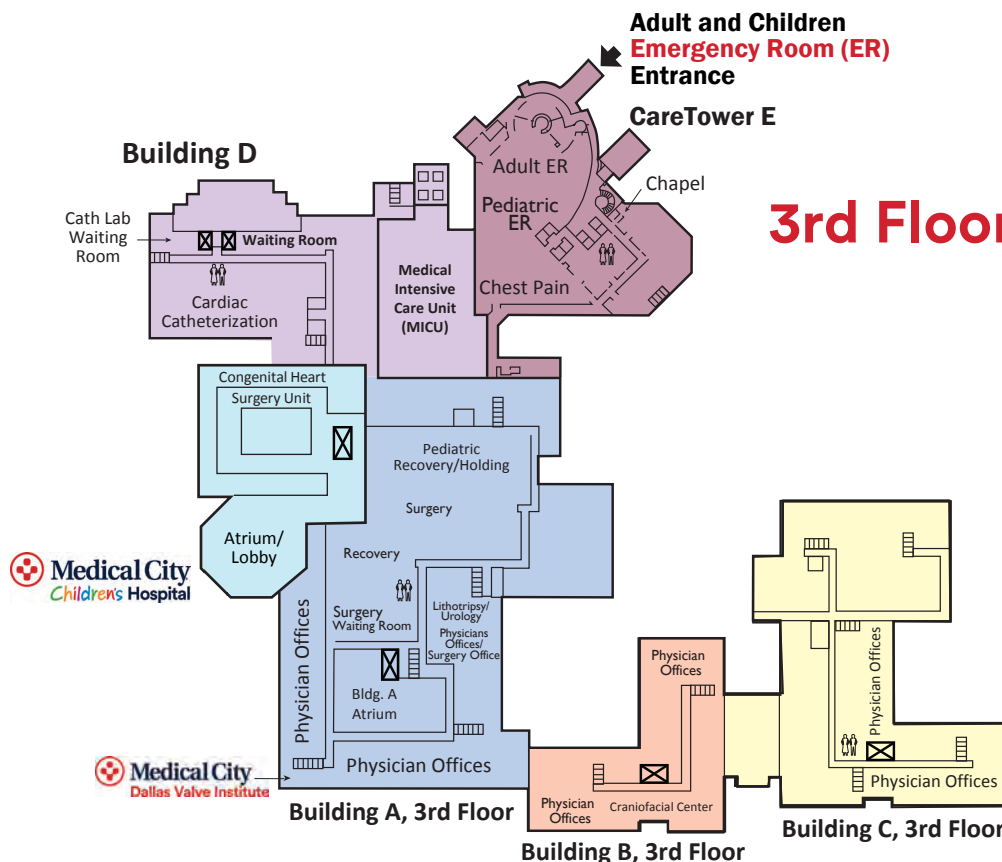 Adult and Children
Emergency Room (ER)
Entrance
CareTower E
3rd Floor
Building D
Adult ER
Pediatric
ER
Chapel
Chest Pain
Cath Lab
Waiting
Room
Waiting Room
Cardiac
Catheterization
Medical
Intensive
Care Unit
(MICU)
Congenital Heart
Surgery Unit
Atrium/
Lobby
Medical City
Children's Hospital
Pediatric
Recovery/Holding
Surgery
Recovery
Surgery
Waiting Room
Lithotripsy/
Urology
Physicians
Offices/
Surgery Office
Physician Offices
Bldg. A
Atrium
Physician Offices
Medical City
Dallas Valve Institute
Building A, 3rd Floor
Physician
Offices
Physician
Offices
Craniofacial Center
Building B, 3rd Floor
Physician Offices
Physician Offices
Building C, 3rd Floor